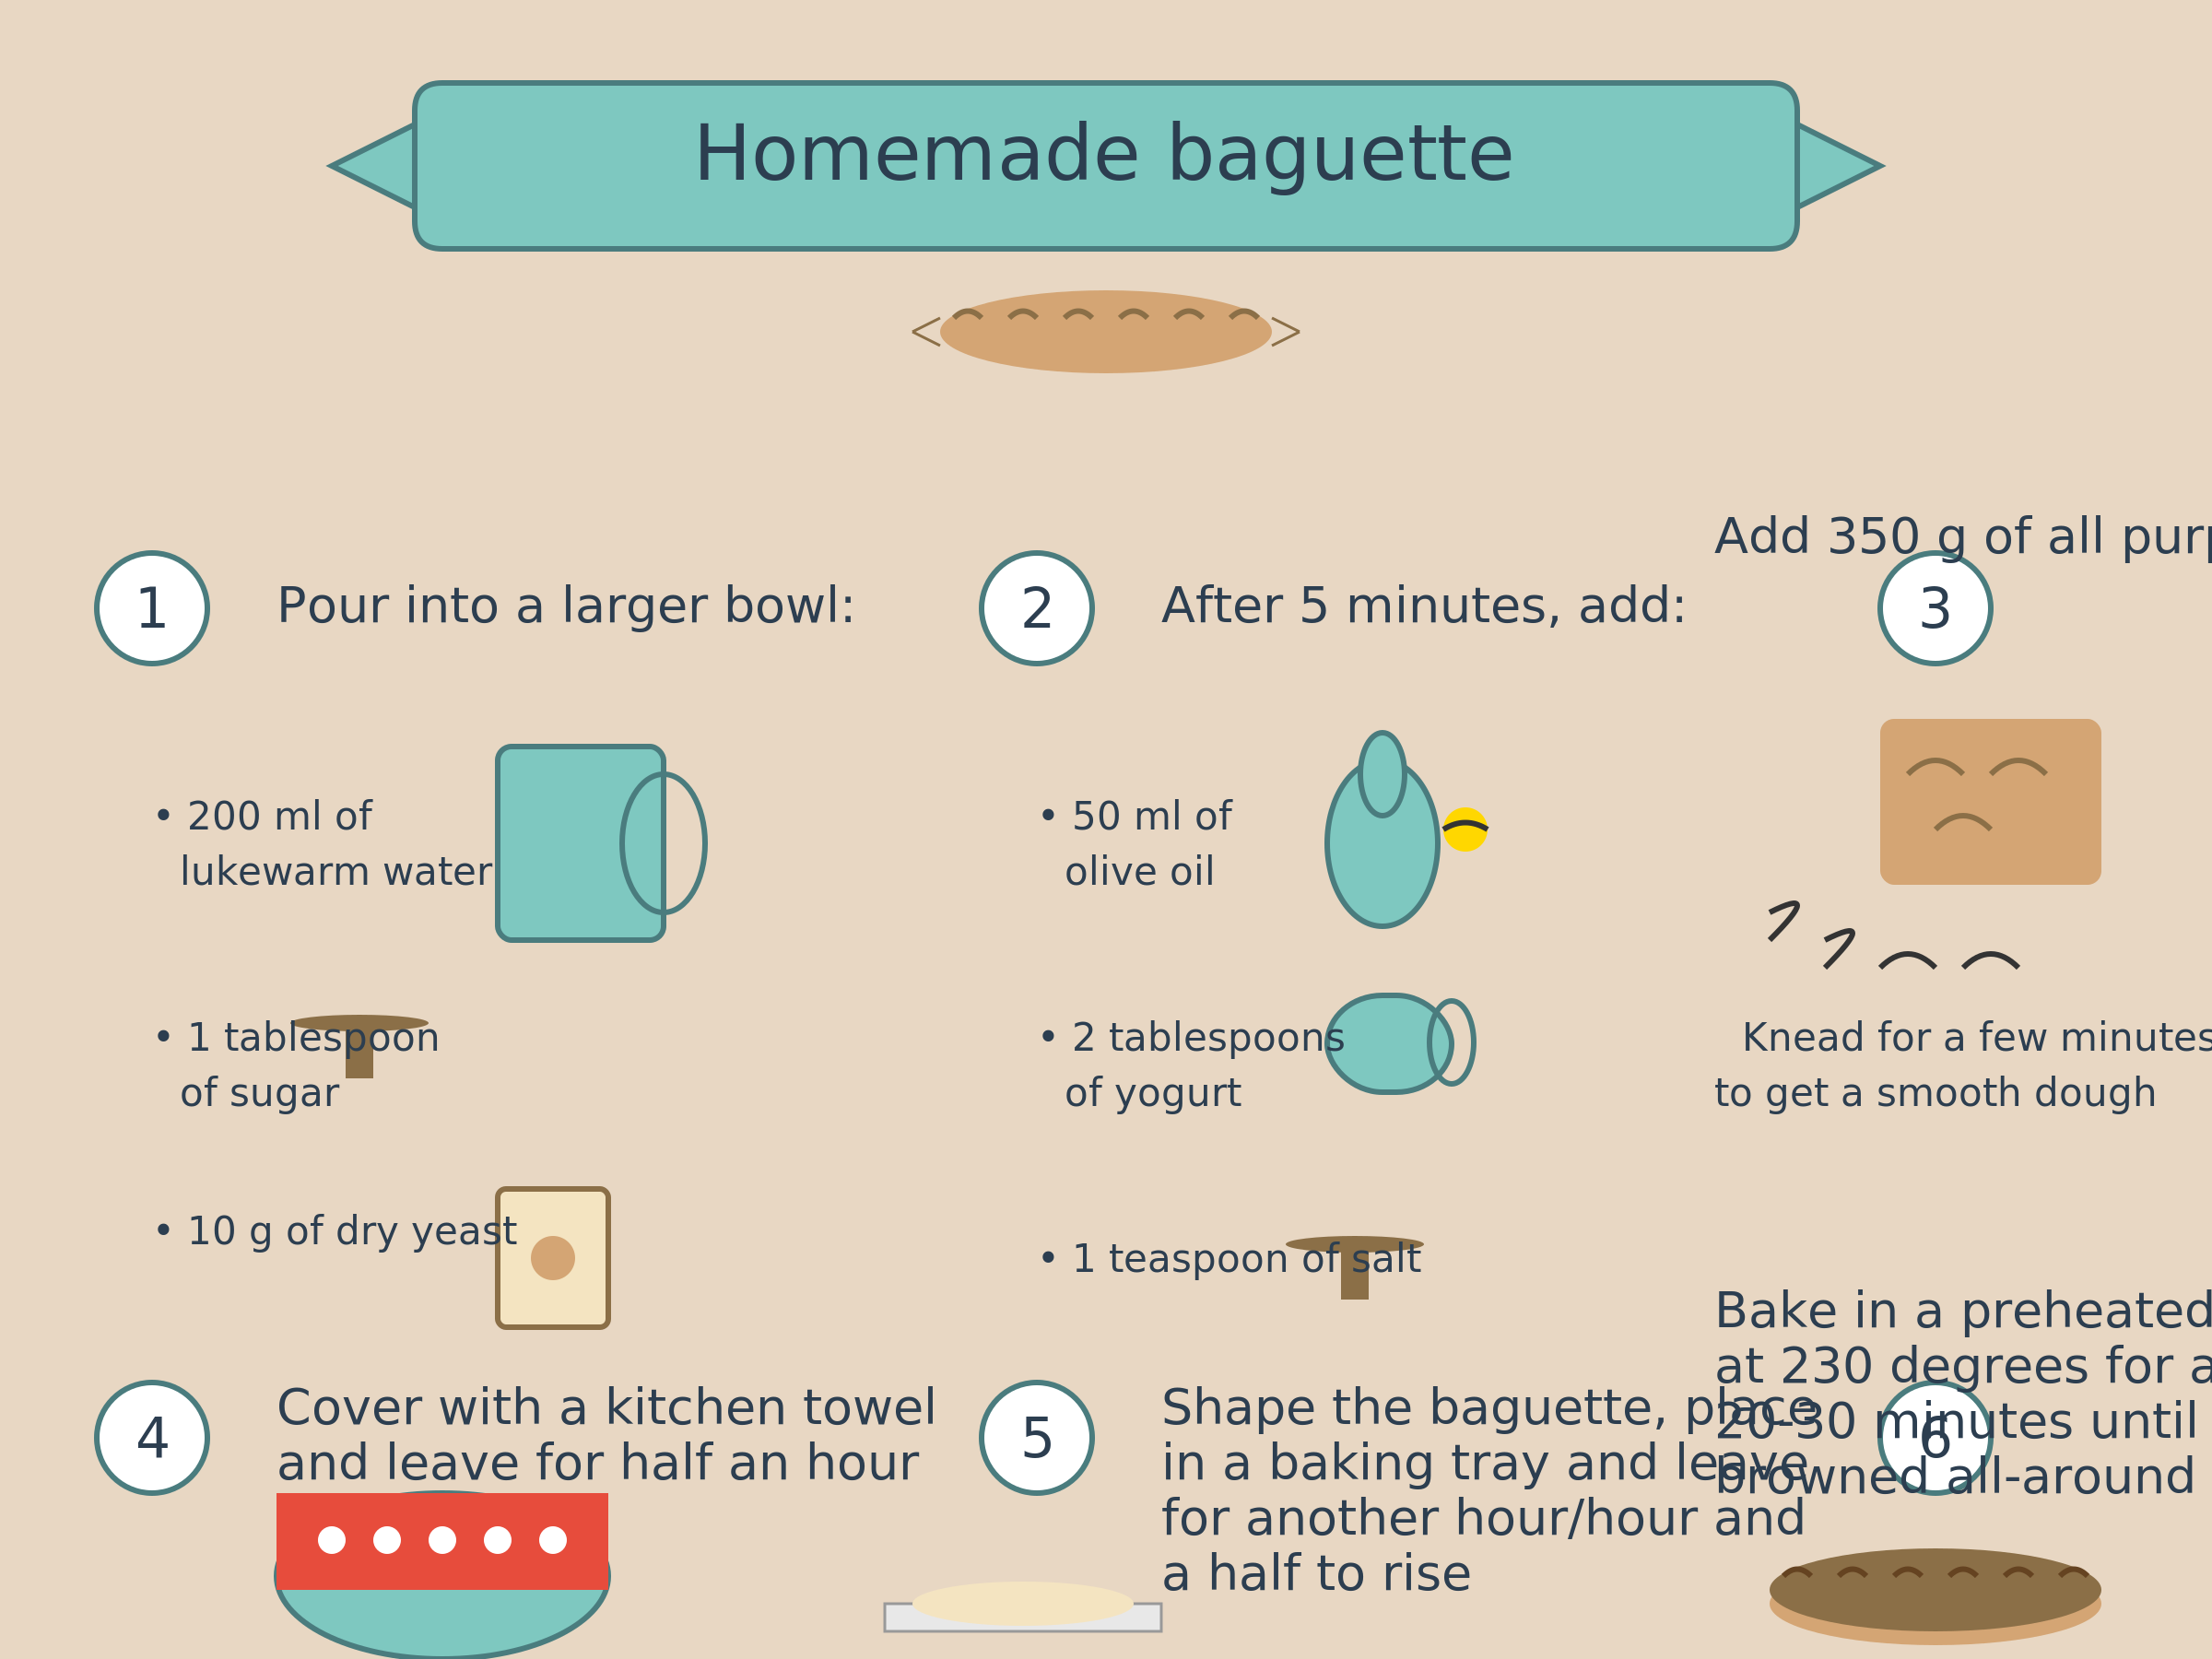 Homemade baguette
1
Pour into a larger bowl:
• 200 ml of
lukewarm water
• 1 tablespoon
of sugar
• 10 g of dry yeast
2
After 5 minutes, add:
• 50 ml of
olive oil
• 2 tablespoons
of yogurt
• 1 teaspoon of salt
3
Add 350 g of all
Knead for a few minutes
to get a smooth dough
4
Cover with a kitchen towel
and leave for half an hour
5
Shape the baguette, place
in a baking tray and leave
for another hour/hour and
a half to rise
6
Bake in a preheated
at 230 degrees for
20-30 minutes until
browned all-around